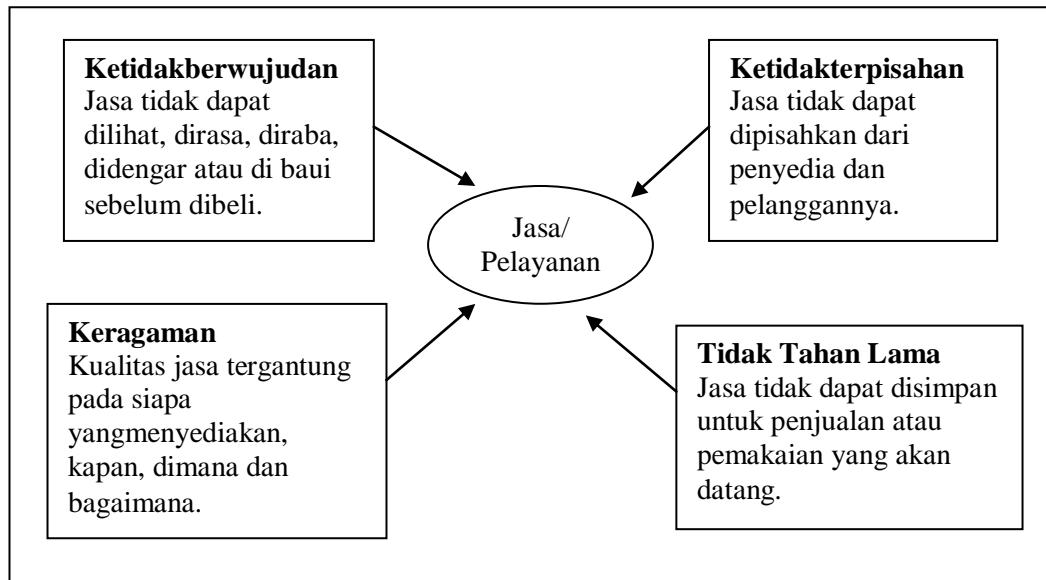 Ketidakberwujudan
Jasa tidak dapat
dilihat, dirasa, diraba,
didengar atau di baui
sebelum dibeli.
Ketidakterpisahan
Jasa tidak dapat
dipisahkan dari
penyedia dan
pelanggannya.
Jasa/
Pelayanan
Keragaman
Kualitas jasa tergantung
pada siapa
yangmenyediakan,
kapan, dimana dan
bagaimana.
Tidak Tahan Lama
Jasa tidak dapat disimpan
untuk penjualan atau
pemakaian yang akan
datang.